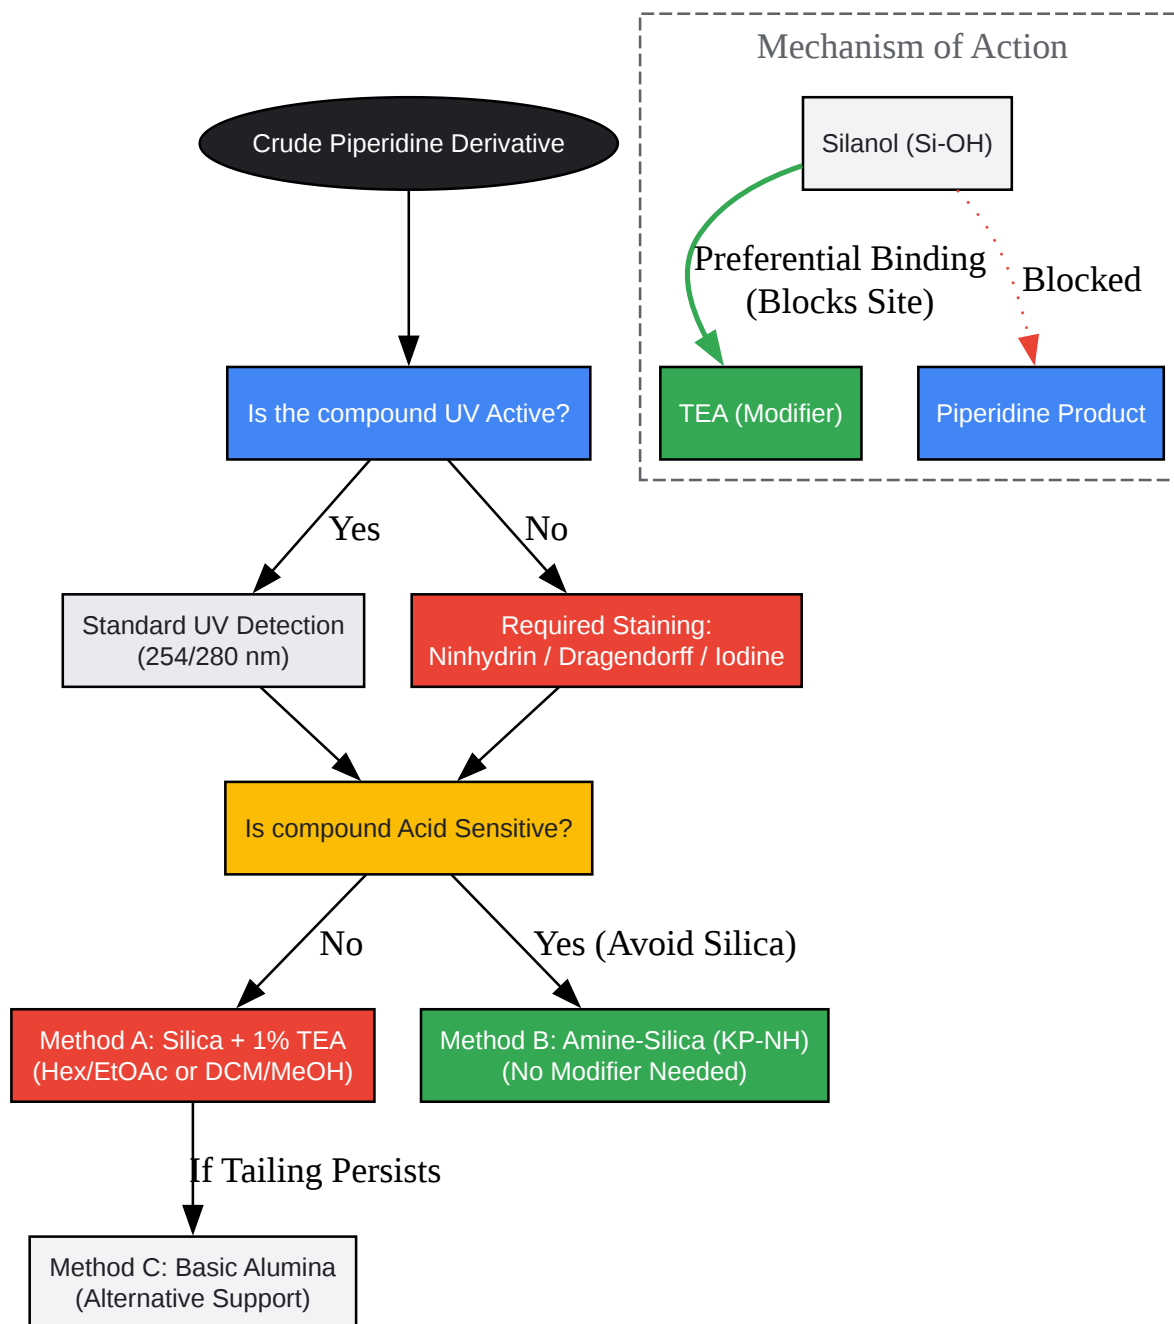 Mechanism of Action
Crude Piperidine Derivative
Silanol (Si-OH)
Preferential Binding
(Blocks Site)
Blocked
Is the compound UV Active?
TEA (Modifier)
Piperidine Product
Yes
No
Standard UV Detection
(254/280 nm)
Required Staining:
Ninhydrin / Dragendorff / Iodine
Is compound Acid Sensitive?
No
Yes (Avoid Silica)
Method A: Silica + 1% TEA
(Hex/EtOAc or DCM/MeOH)
Method B: Amine-Silica (KP-NH)
(No Modifier Needed)
If Tailing Persists
Method C: Basic Alumina
(Alternative Support)